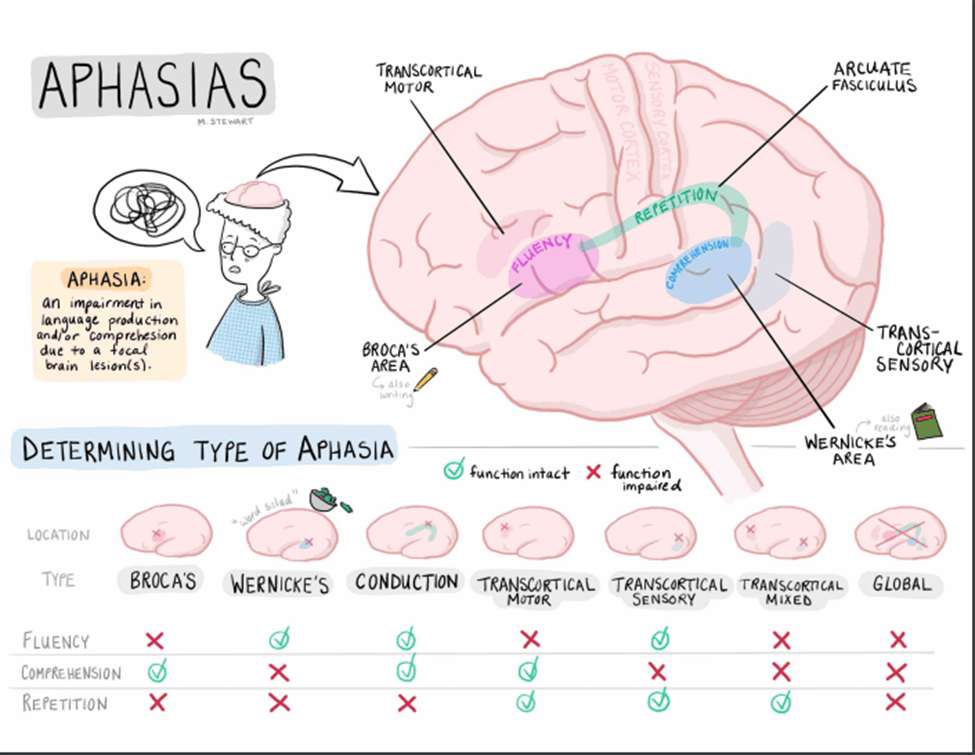 APHASIAS
M. STEWART
TRANSCORTICAL
MOTOR
ARCUATE
FASCICULUS
MOTOR CORTEX
SENSORY CORTEX
REPETITION
FLUENCY
COMPREHENSION
APHASIA:
an impairment in
language production
and/or comprehesion
due to a focal
brain lesion(s).
BROCA'S
AREA
also
writing
TRANS-
CORTICAL
SENSORY
also
reading
WERNICKE'S
AREA
DETERMINING TYPE OF APHASIA
function intact
function
impaired
"word salad"
LOCATION
TYPE
BROCA'S
WERNICKE'S
CONDUCTION
TRANSCORTICAL
MOTOR
TRANSCORTICAL
SENSORY
TRANSCORTICAL
MIXED
GLOBAL
FLUENCY
COMPREHENSION
REPETITION